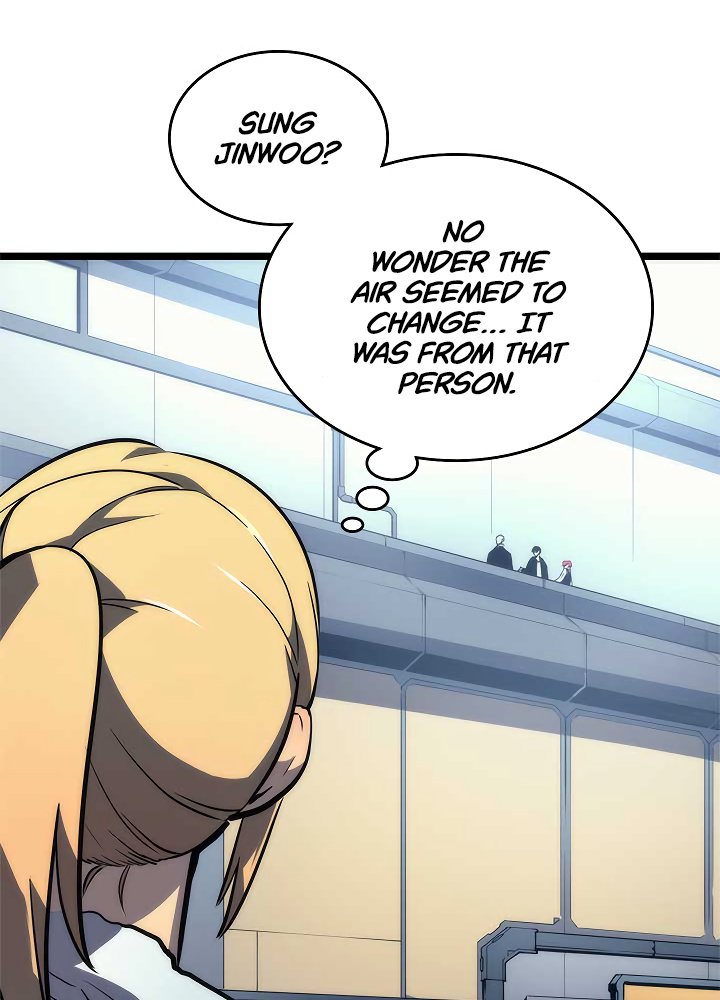 SUNG
JINWOO?
NO
WONDER THE
AIR SEEMED TO
CHANGE... IT
WAS FROM THAT
PERSON.